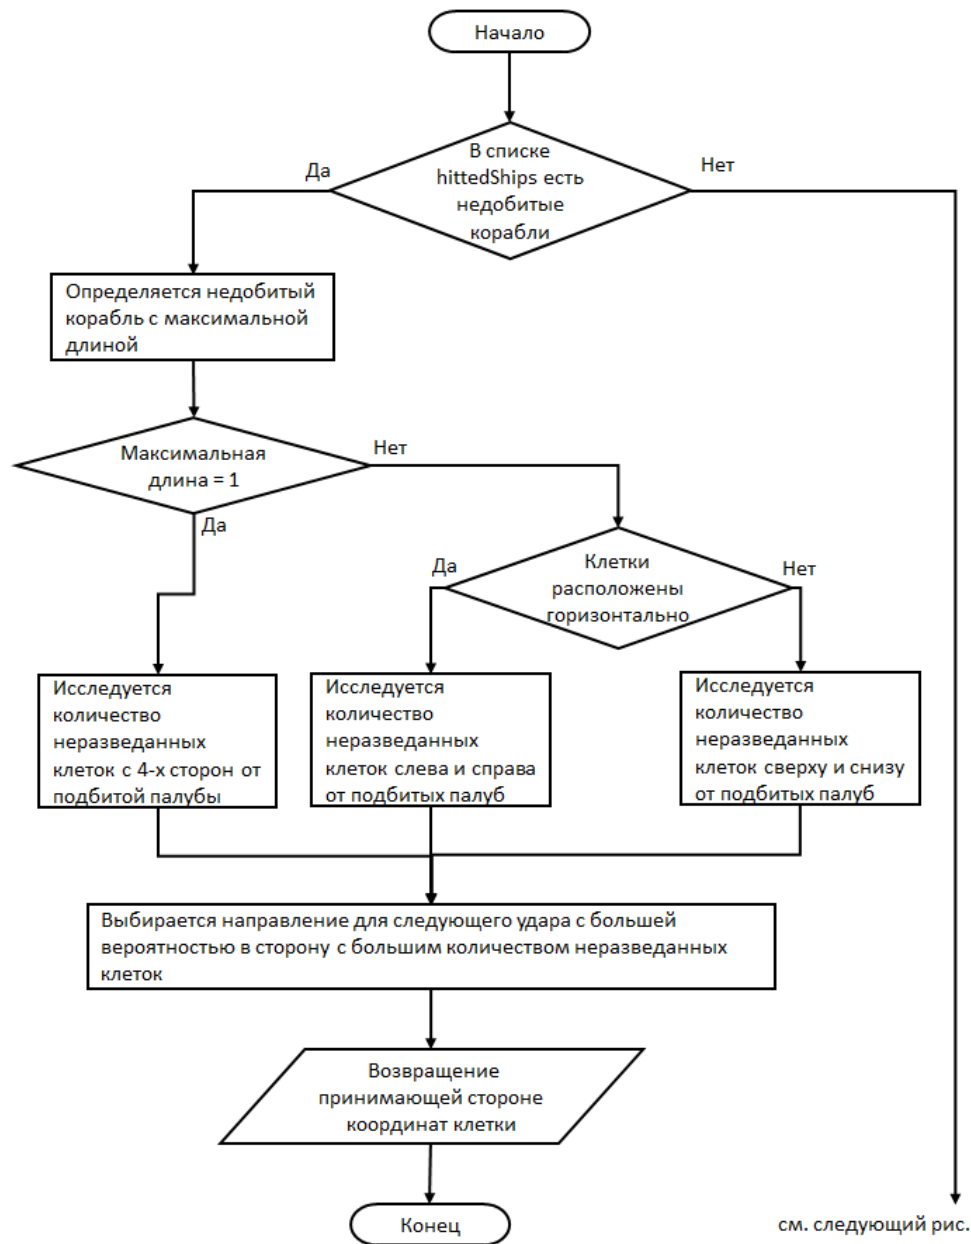 Начало
В списке
hittedShips есть
недобитые
корабли
Да
Нет
Определяется недобитый
корабль с максимальной
длиной
Максимальная
длина = 1
Нет
Да
Клетки
расположены
горизонтально
Да
Нет
Исследуется
количество
неразведанных
клеток с 4-х сторон от
подбитой палубы
Исследуется
количество
неразведанных
клеток слева и справа
от подбитых палуб
Исследуется
количество
неразведанных
клеток сверху и снизу
от подбитых палуб
Выбирается направление для следующего удара с большей
вероятностью в сторону с большим количеством неразведанных
клеток
Возвращение
принимающей стороне
координат клетки
Конец
см. следующий рис.